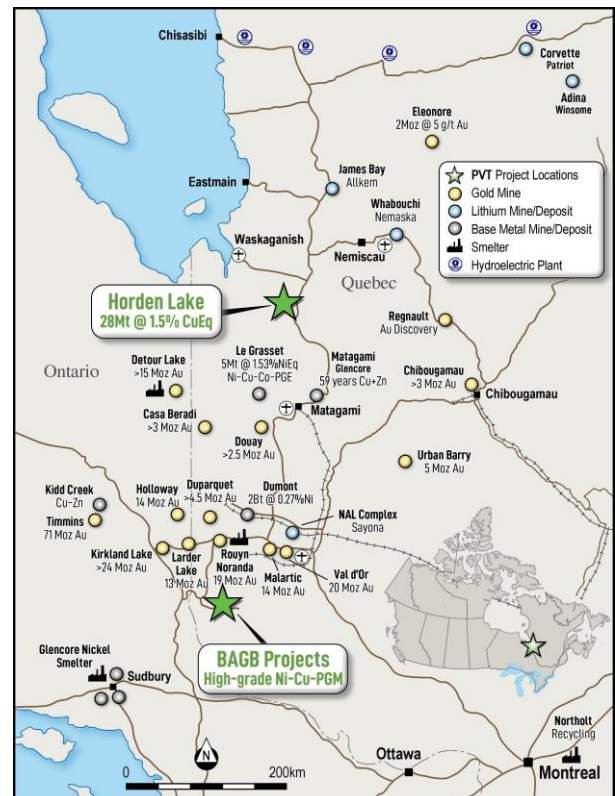 Chisasibi
Corvette
Patriot
Adina
Winsome
Eleonore
2Moz @ 5 g/t Au
James Bay
Allkem
Eastmain
Whabouchi
Nemaska
PVT Project Locations
Gold Mine
Lithium Mine/Deposit
Base Metal Mine/Deposit
Smelter
Hydroelectric Plant
Waskaganish
Nemiscau
Quebec
Horden Lake
28Mt @ 1.5% CuEq
Regnault
Au Discovery
Ontario
Detour Lake
>15 Moz Au
Le Grasset
5Mt @ 1.53%NiEq
Ni-Cu-Co-PGE
Matagami
Glencore
59 years Cu+Zn
Chibougamau
>3 Moz Au
Chibougamau
Matagami
Casa Beradi
>3 Moz Au
Douay
>2.5 Moz Au
Urban Barry
5 Moz Au
Kidd Creek
Cu-Zn
Timmins
71 Moz Au
Holloway
14 Moz Au
Duparquet
>4.5 Moz Au
Dumont
2Bt @ 0.27%Ni
NAL Complex
Sayona
Kirkland Lake
>24 Moz Au
Larder
Lake
13 Moz Au
Rouyn
Noranda
19 Moz Au
Malartic
14 Moz Au
Val d'Or
20 Moz Au
BAGB Projects
High-grade Ni-Cu-PGM
Glencore Nickel
Smelter
Sudbury
Northolt
Recycling
N
Ottawa
Montreal
0
200km